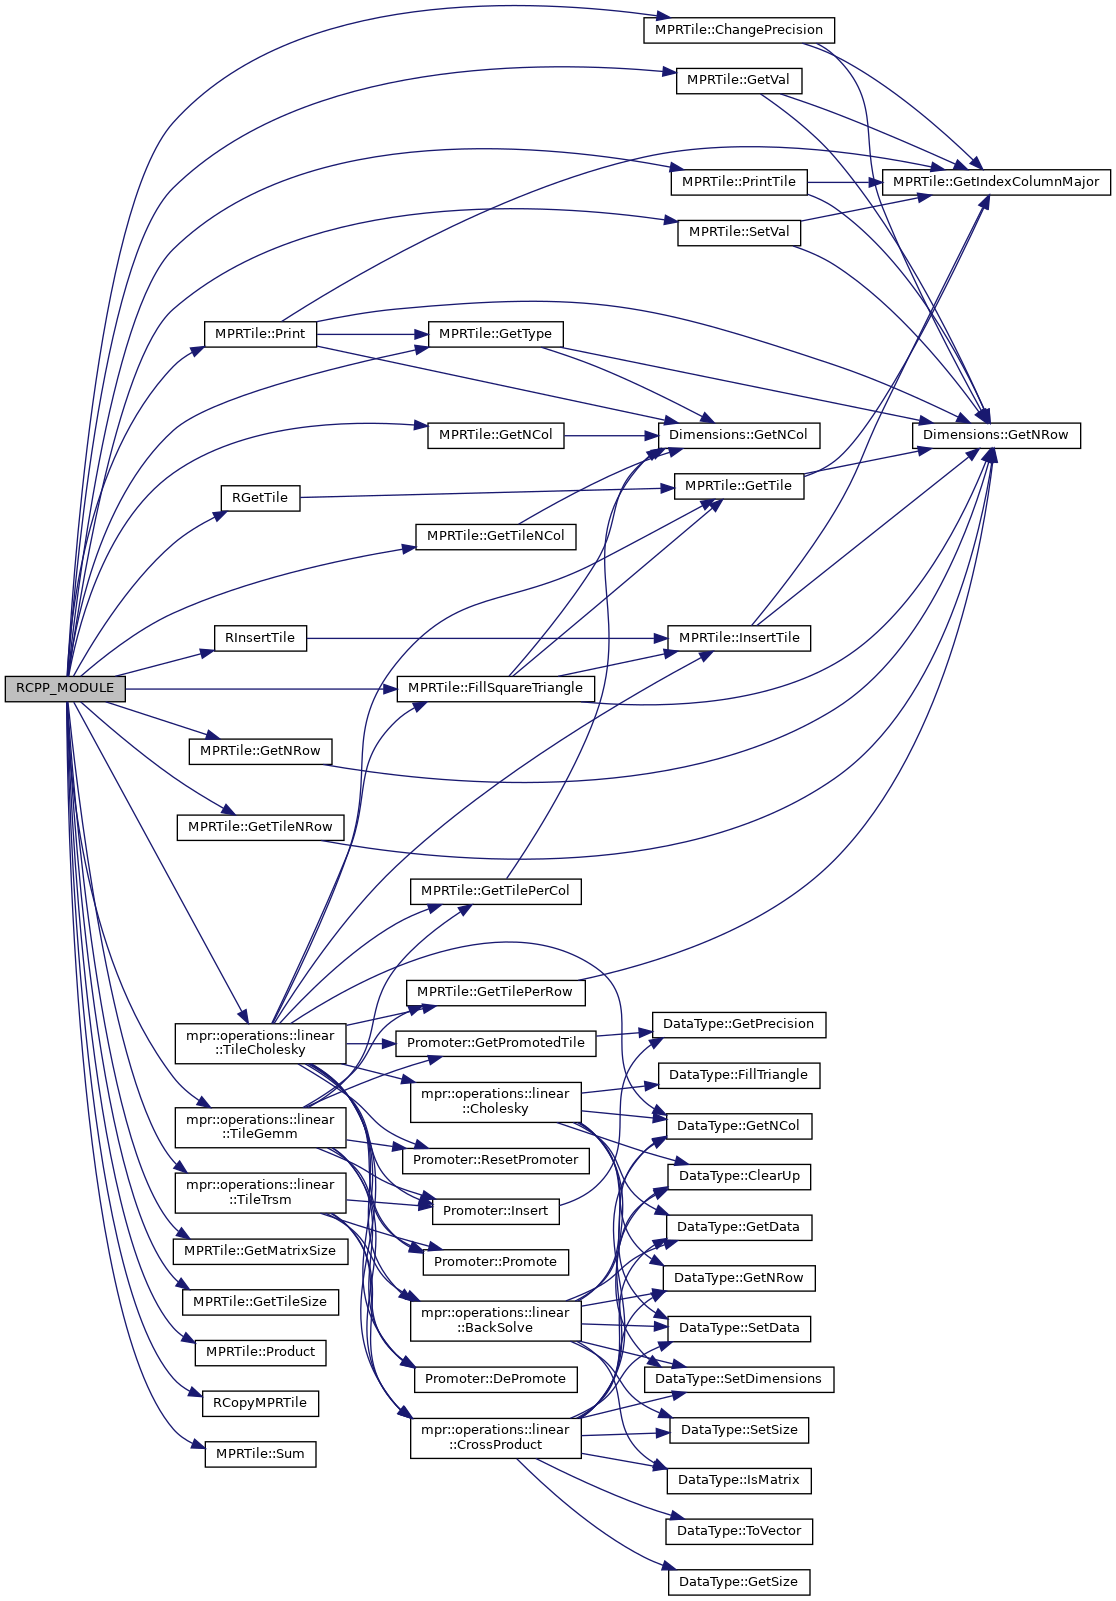 MPRTile::ChangePrecision
MPRTile::GetVal
MPRTile::PrintTile
MPRTile::GetIndexColumnMajor
MPRTile::SetVal
MPRTile::Print
MPRTile::GetType
MPRTile::GetNCol
Dimensions::GetNCol
Dimensions::GetNRow
MPRTile::GetTile
RGetTile
MPRTile::GetTileNCol
RInsertTile
MPRTile::InsertTile
RCPP_MODULE
MPRTile::FillSquareTriangle
MPRTile::GetNRow
MPRTile::GetTileNRow
MPRTile::GetTilePerCol
MPRTile::GetTilePerRow
DataType::GetPrecision
mpr::operations::linear
::TileCholesky
Promoter::GetPromotedTile
DataType::FillTriangle
mpr::operations::linear
::Cholesky
mpr::operations::linear
::TileGemm
DataType::GetNCol
Promoter::ResetPromoter
DataType::ClearUp
mpr::operations::linear
::TileTrsm
Promoter::Insert
DataType::GetData
MPRTile::GetMatrixSize
Promoter::Promote
DataType::GetNRow
MPRTile::GetTileSize
mpr::operations::linear
::BackSolve
DataType::SetData
MPRTile::Product
Promoter::DePromote
DataType::SetDimensions
RCopyMPRTile
mpr::operations::linear
::CrossProduct
DataType::SetSize
MPRTile::Sum
DataType::IsMatrix
DataType::ToVector
DataType::GetSize